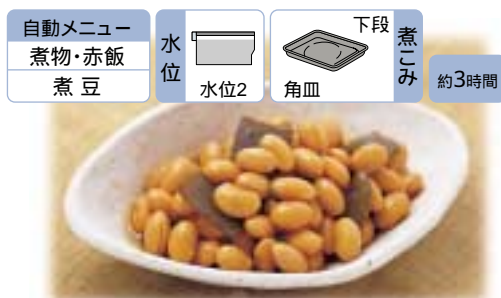 自動メニュー
煮物・赤飯
煮 豆
水位
水位2
下段
角皿
煮こみ
約3時間